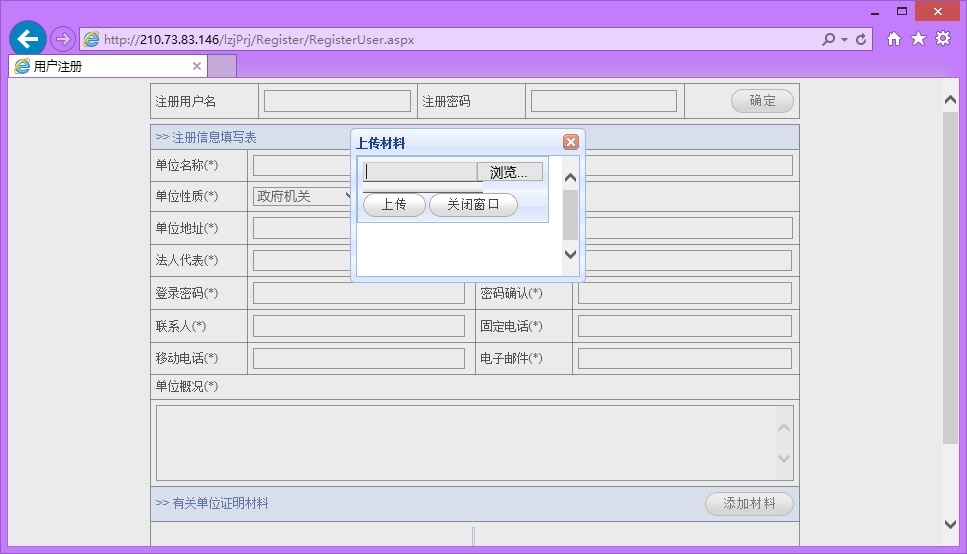 http://210.73.83.146/lzjPrj/Register/RegisterUser.aspx
用户注册
注册用户名 注册密码 确定
>> 注册信息填写表
上传材料
单位名称(*)
浏览...
单位性质(*) 政府机关
上传 关闭窗口
单位地址(*)
法人代表(*)
登录密码(*) 密码确认(*)
联系人(*) 固定电话(*)
移动电话(*) 电子邮件(*)
单位概况(*)
>> 有关单位证明材料 添加材料